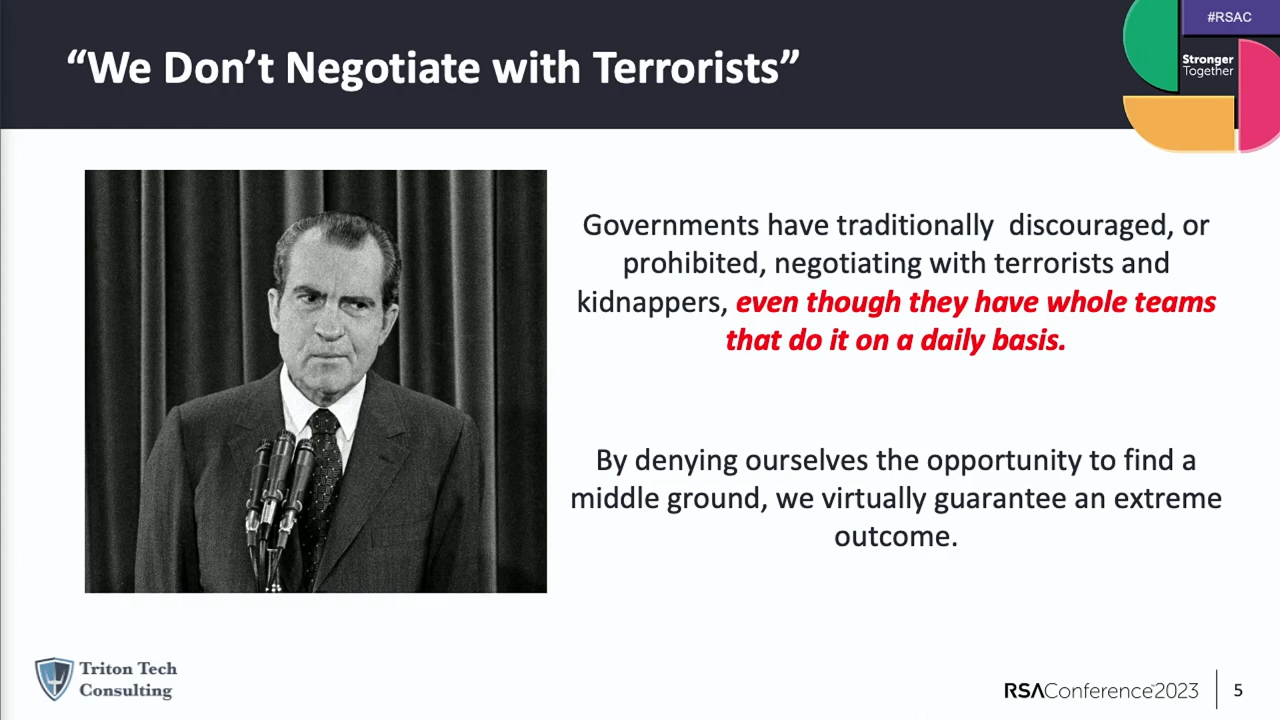 #RSAC
Stronger
Together
“We Don’t Negotiate with Terrorists”
Governments have traditionally  discouraged, or
prohibited, negotiating with terrorists and
kidnappers, even though they have whole teams
that do it on a daily basis.
By denying ourselves the opportunity to find a
middle ground, we virtually guarantee an extreme
outcome.
Triton Tech
Consulting
RSAConference™2023
5